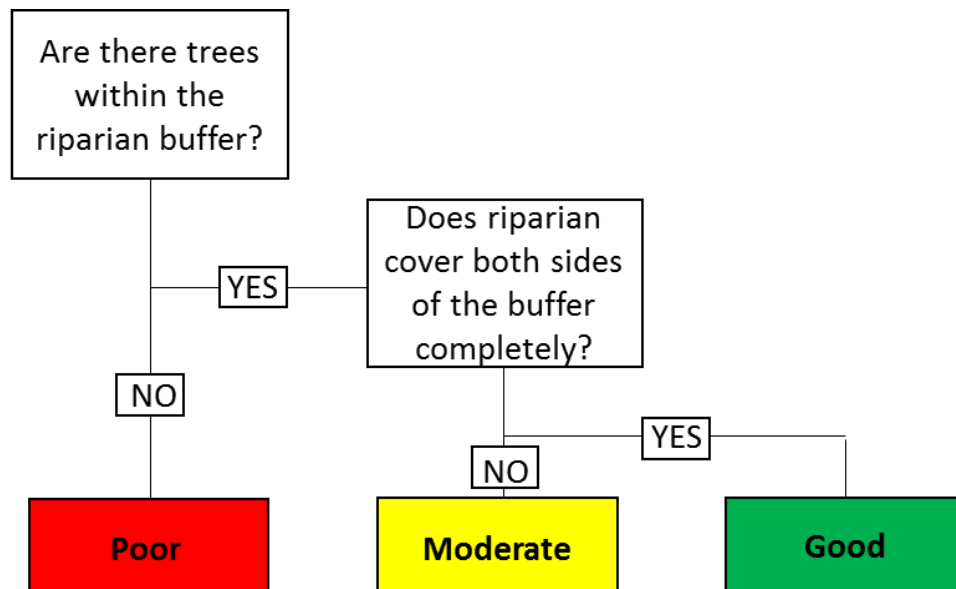 Are there trees
within the
riparian buffer?
Does riparian
cover both sides
of the buffer
completely?
YES
NO
YES
NO
Poor
Moderate
Good